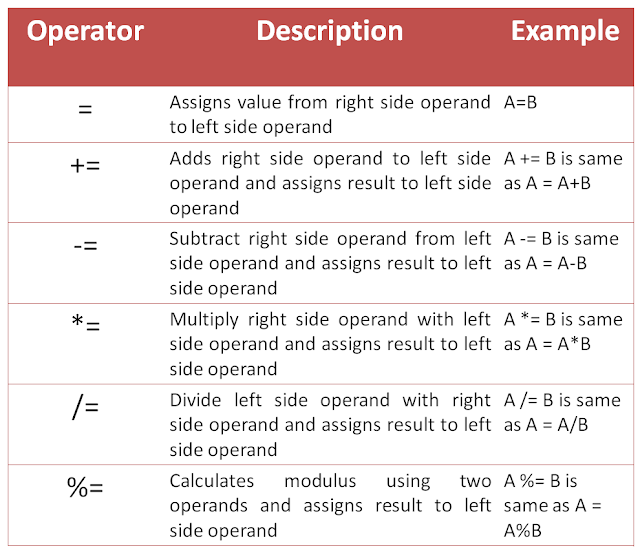 Operator Description Example
= Assigns value from right side operand A=B
to left side operand
+= Adds right side operand to left side A += B is same
operand and assigns result to left side as A = A+B
operand
-= Subtract right side operand from left A -= B is same
side operand and assigns result to left as A = A-B
side operand
*= Multiply right side operand with left A *= B is same
side operand and assigns result to left as A = A*B
side operand
/= Divide left side operand with right A /= B is same
side operand and assigns result to left as A = A/B
side operand
%= Calculates modulus using two A %= B is
operands and assigns result to left same as A =
side operand A%B